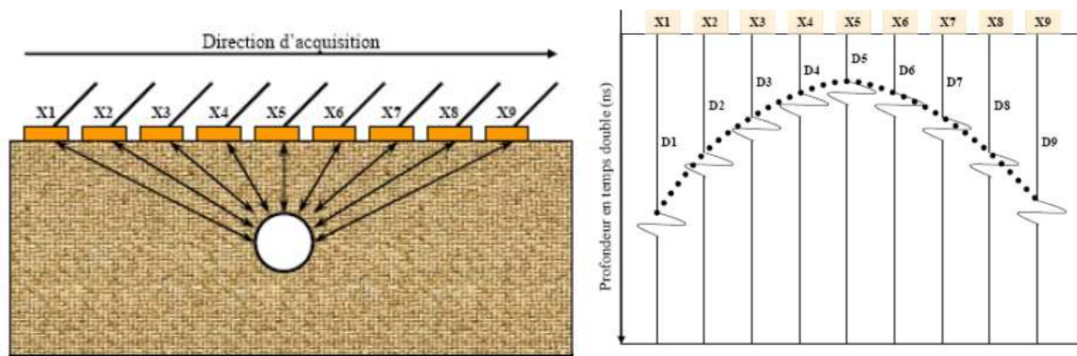 Direction d'acquisition
X1 X2 X3 X4 X5 X6 X7 X8 X9
X1 X2 X3 X4 X5 X6 X7 X8 X9
Profondeur en temps double (ns)
D1
D2
D3
D4
D5
D6
D7
D8
D9